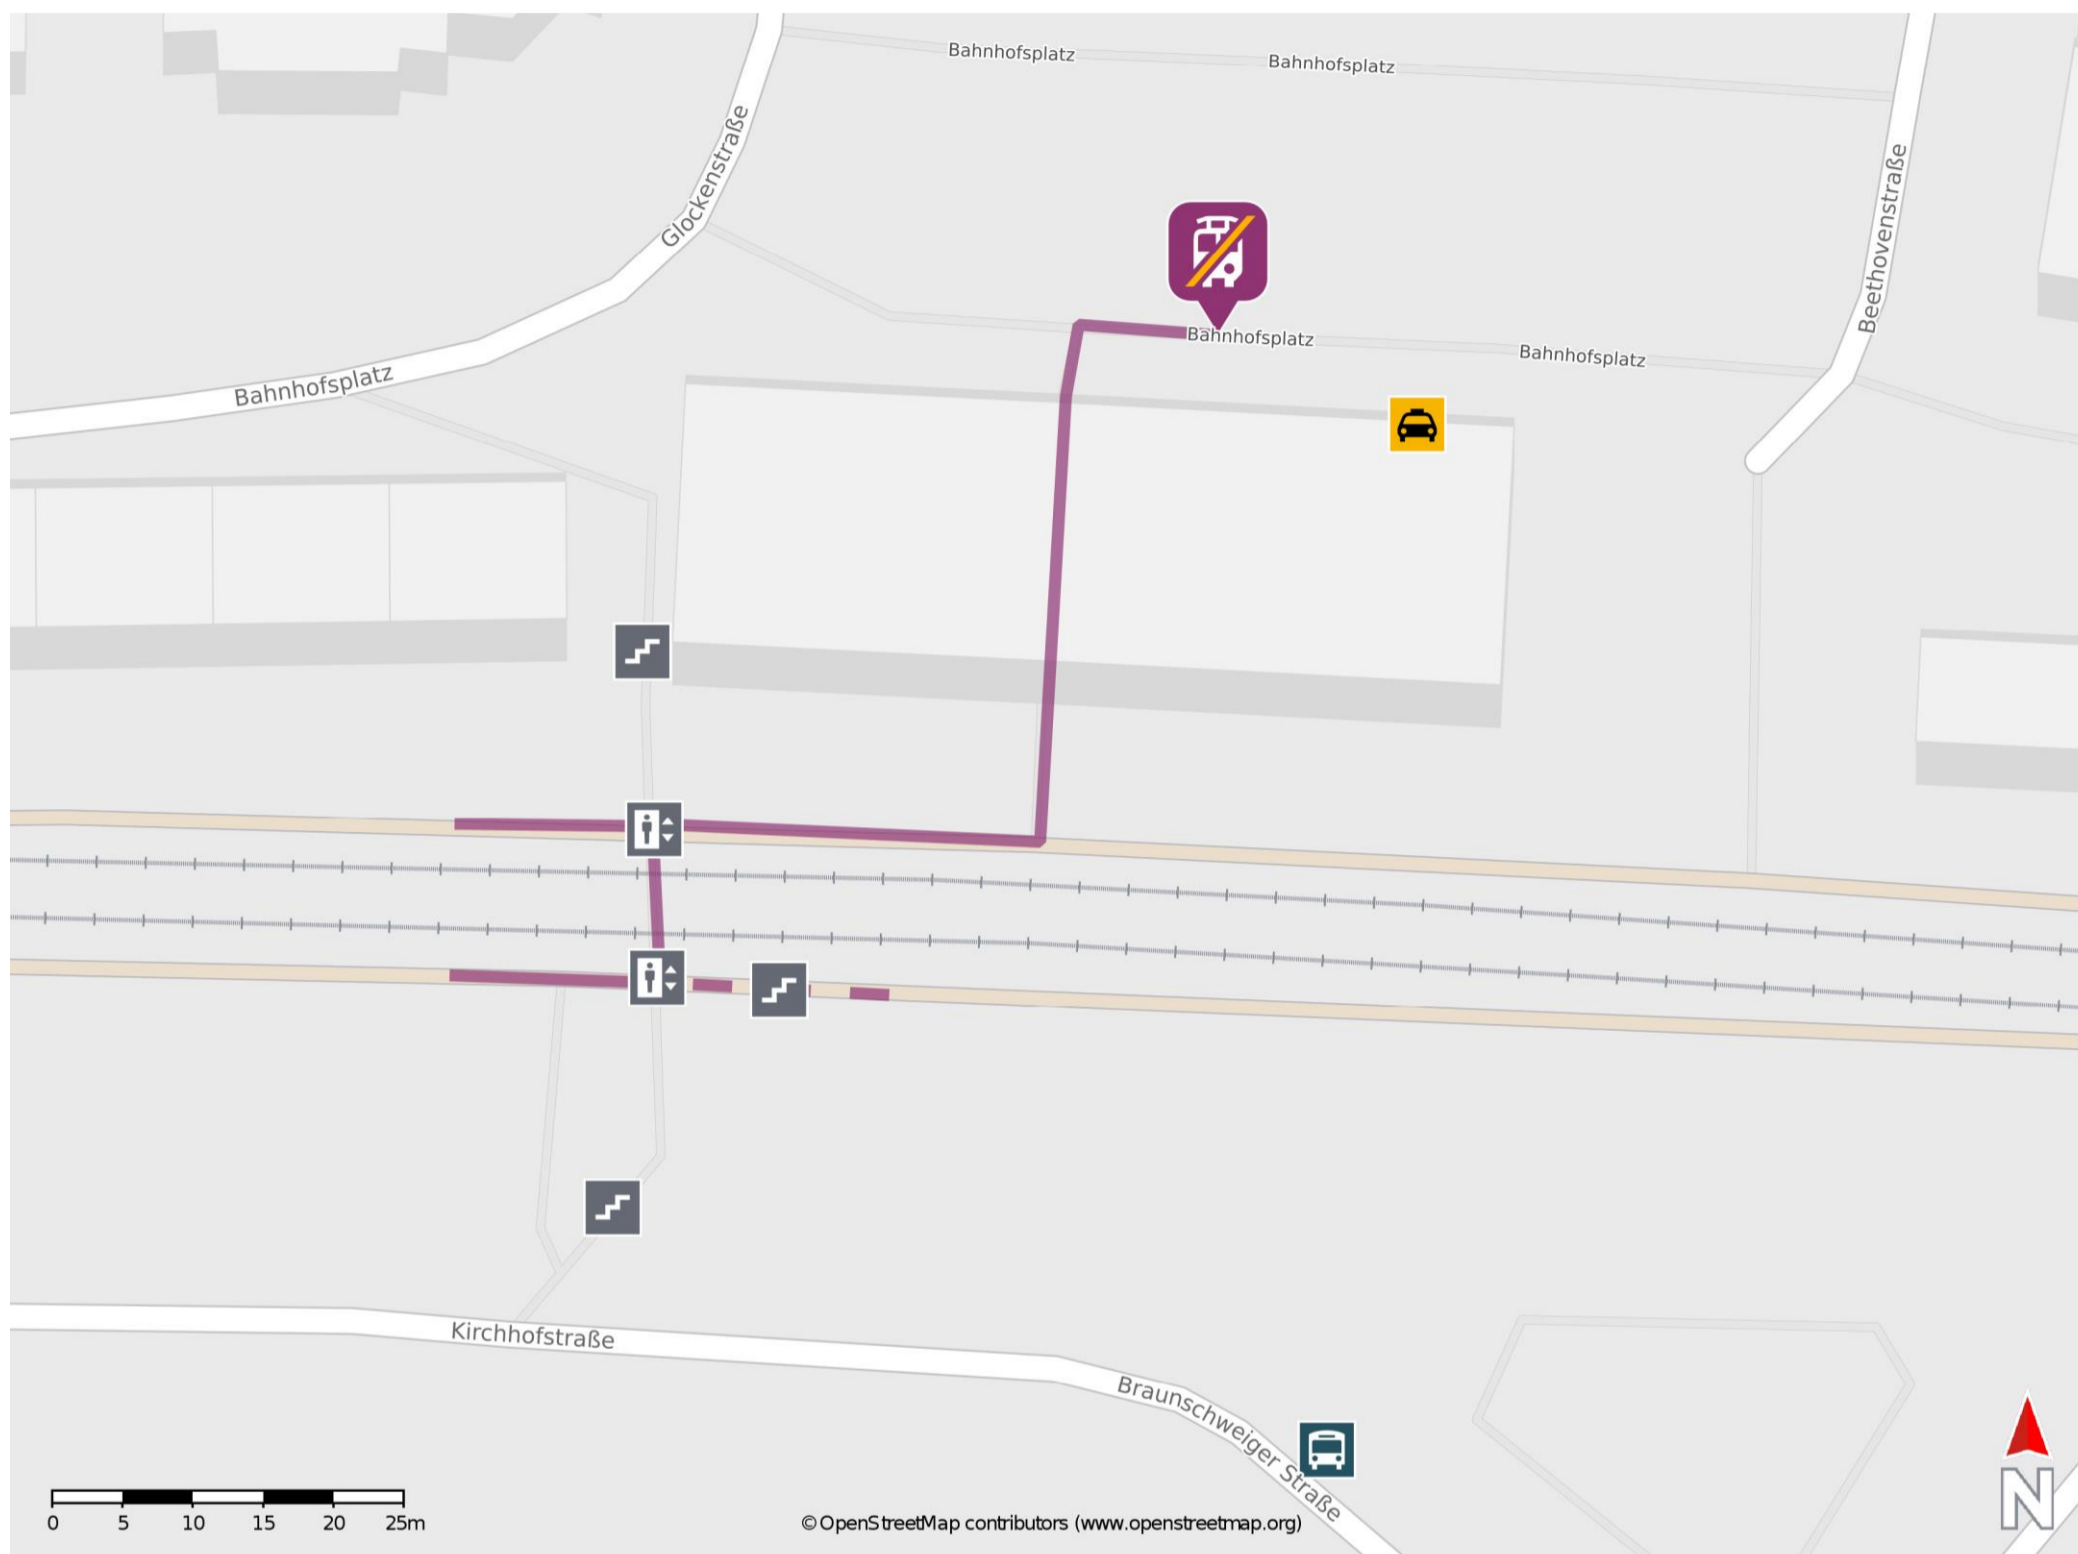 Bahnhofsplatz
Bahnhofsplatz
Glockenstraße
Beethovenstraße
Bahnhofsplatz
Bahnhofsplatz
Bahnhofsplatz
Kirchhofstraße
Braunschweiger Straße
N
0 5 10 15 20 25m
© OpenStreetMap contributors (www.openstreetmap.org)